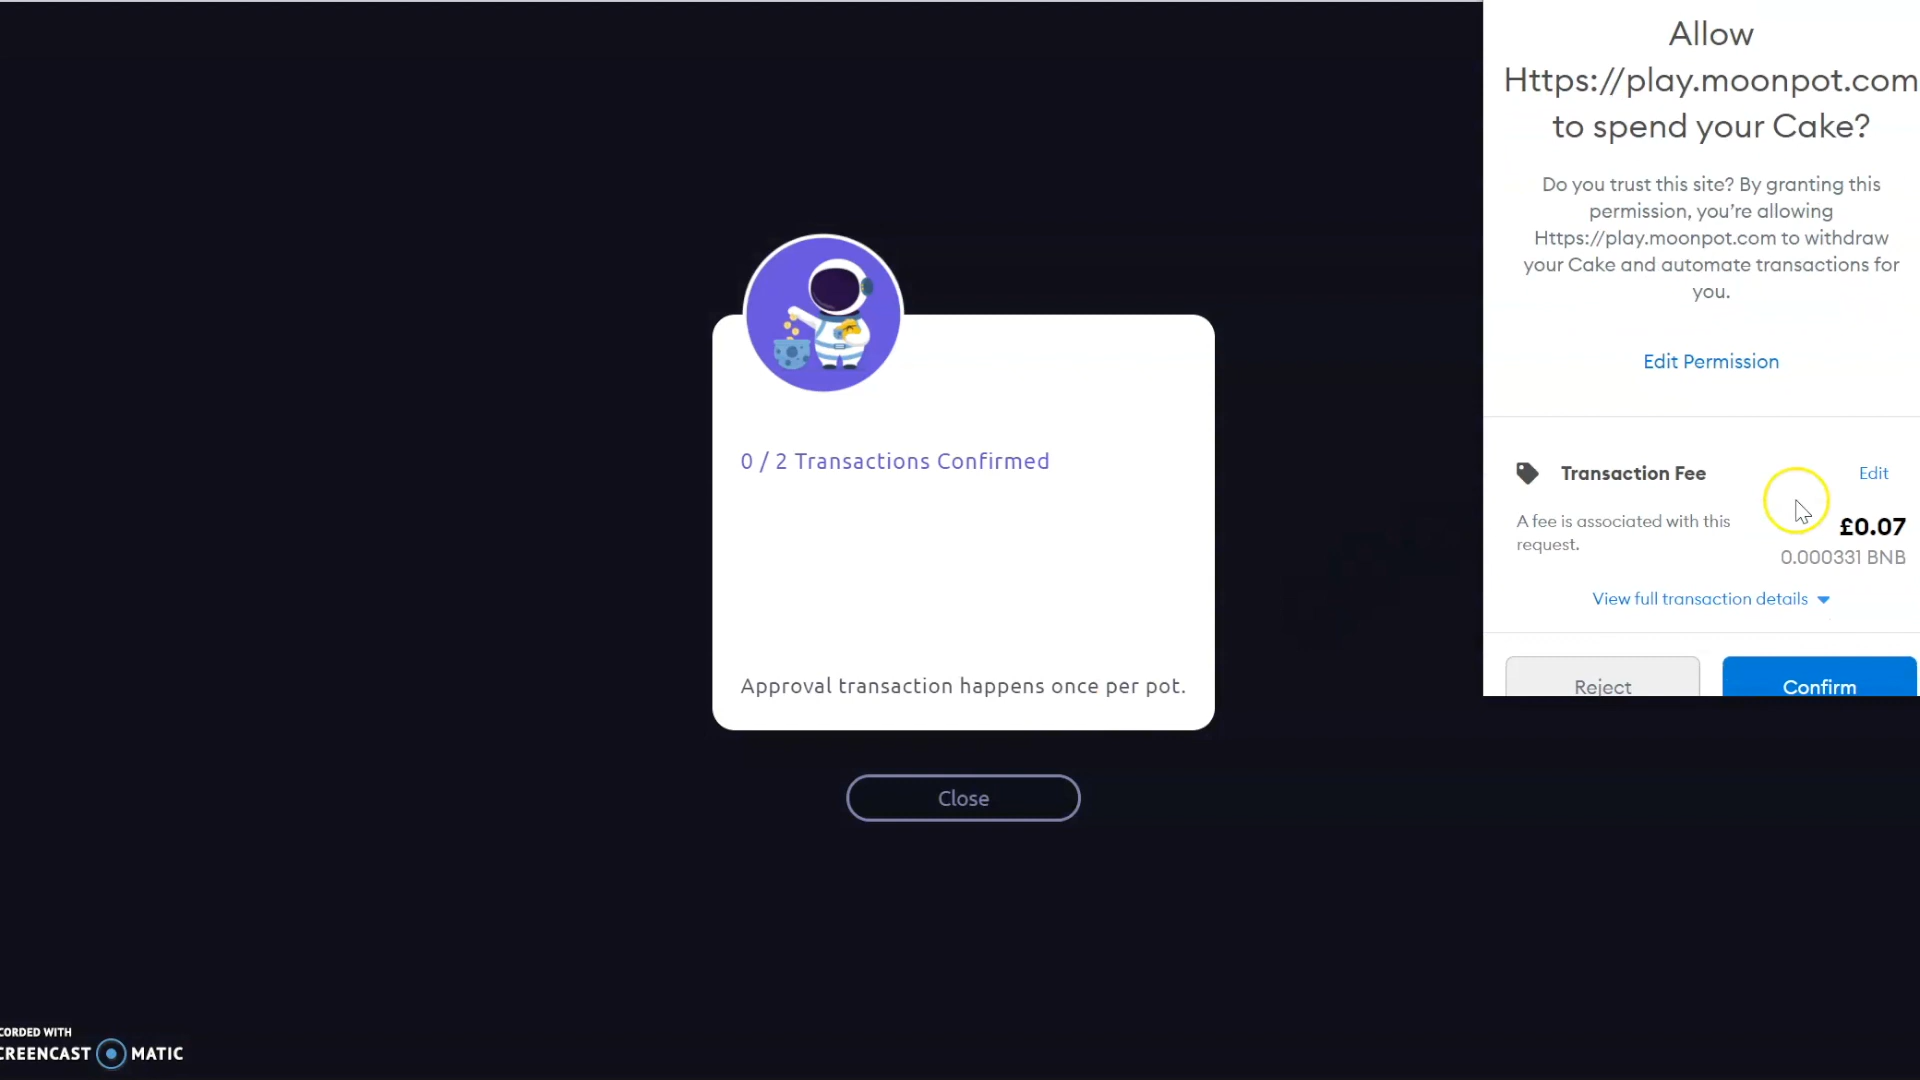 Allow
Https://play.moonpot.com
to spend your Cake?
Do you trust this site? By granting this
permission, you’re allowing
Https://play.moonpot.com to withdraw
your Cake and automate transactions for
you.
Edit Permission
Transaction Fee
Edit
A fee is associated with this
request.
£0.07
0.000331 BNB
View full transaction details
Reject
Confirm
0 / 2 Transactions Confirmed
Approval transaction happens once per pot.
Close
CORDED WITH
CREENCAST MATIC